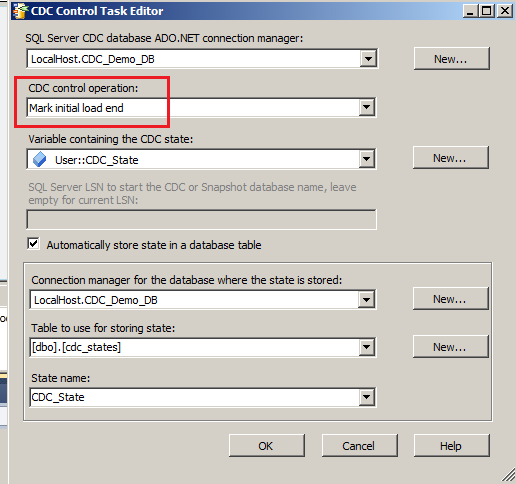 CDC Control Task Editor
SQL Server CDC database ADO.NET connection manager:
LocalHost.CDC_Demo_DB
New...
CDC control operation:
Mark initial load end
Variable containing the CDC state:
User::CDC_State
New...
SQL Server LSN to start the CDC or Snapshot database name, leave
empty for current LSN:
Automatically store state in a database table
Connection manager for the database where the state is stored:
LocalHost.CDC_Demo_DB
New...
Table to use for storing state:
[dbo].[cdc_states]
New...
State name:
CDC_State
OK
Cancel
Help